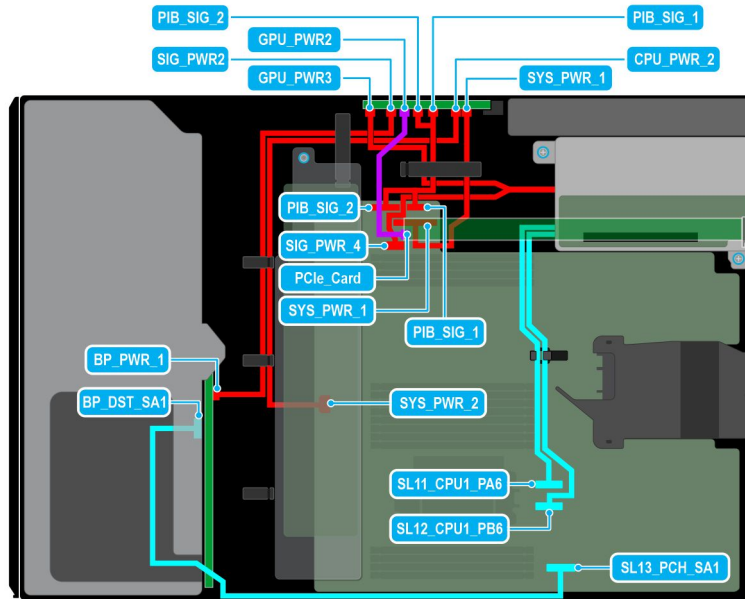 PIB_SIG_2
PIB_SIG_1
GPU_PWR2
SIG_PWR2
CPU_PWR_2
GPU_PWR3
SYS_PWR_1
PIB_SIG_2
SIG_PWR_4
PCIe_Card
SYS_PWR_1
PIB_SIG_1
BP_PWR_1
BP_DST_SA1
SYS_PWR_2
SL11_CPU1_PA6
SL12_CPU1_PB6
SL13_PCH_SA1